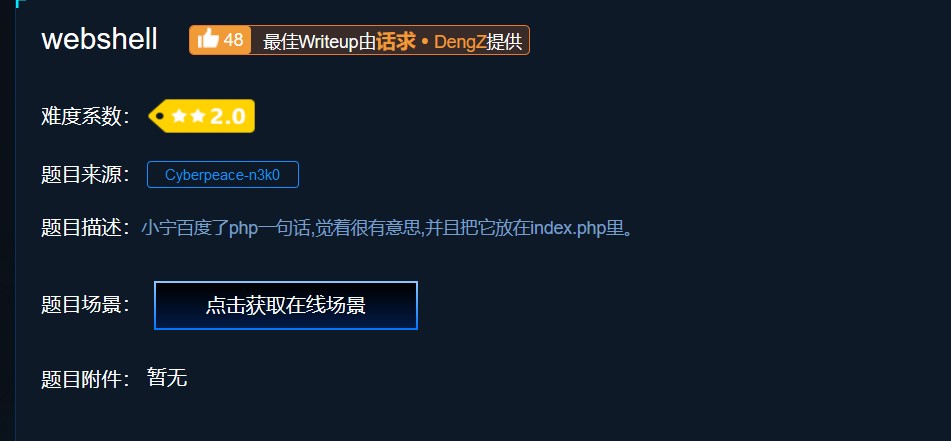 webshell 48 最佳Writeup由话求 • DengZ提供
难度系数： 2.0
题目来源： Cyberpeace-n3k0
题目描述：小宁百度了php一句话,觉着很有意思,并且把它放在index.php里。
题目场景： 点击获取在线场景
题目附件： 暂无